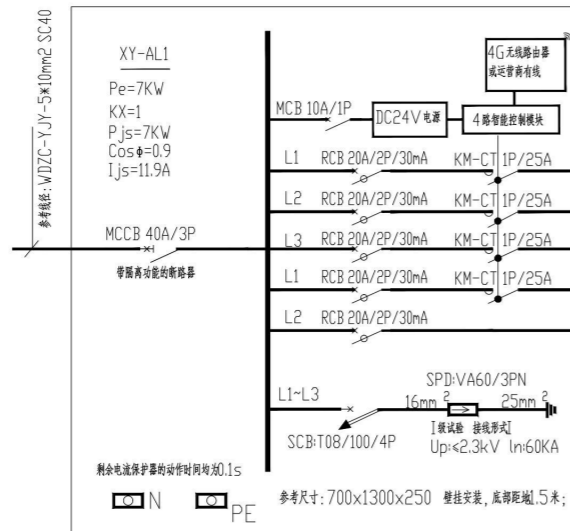 参考线径: WDZC-YJY-5*10mm2 SC40
XY-AL1
Pe=7KW
KX=1
Pjs=7KW
Cosφ=0.9
Ijs=11.9A
4G无线路由器
或运营商有线
MCB 10A/1P
DC24V电源
4路智能控制模块
L1 RCB 20A/2P/30mA KM-CT 1P/25A
L2 RCB 20A/2P/30mA KM-CT 1P/25A
MCCB 40A/3P
L3 RCB 20A/2P/30mA KM-CT 1P/25A
带隔离功能的断路器
L1 RCB 20A/2P/30mA KM-CT 1P/25A
L2 RCB 20A/2P/30mA
SPD:VA60/3PN
L1~L3
16mm 2 25mm 2
I级试验 接线形式I
SCB:T08/100/4P
Up:≤2.3kV In:60KA
剩余电流保护器的动作时间均为0.1s
N
PE
参考尺寸: 700x1300x250 壁挂安装, 底部距地1.5米;